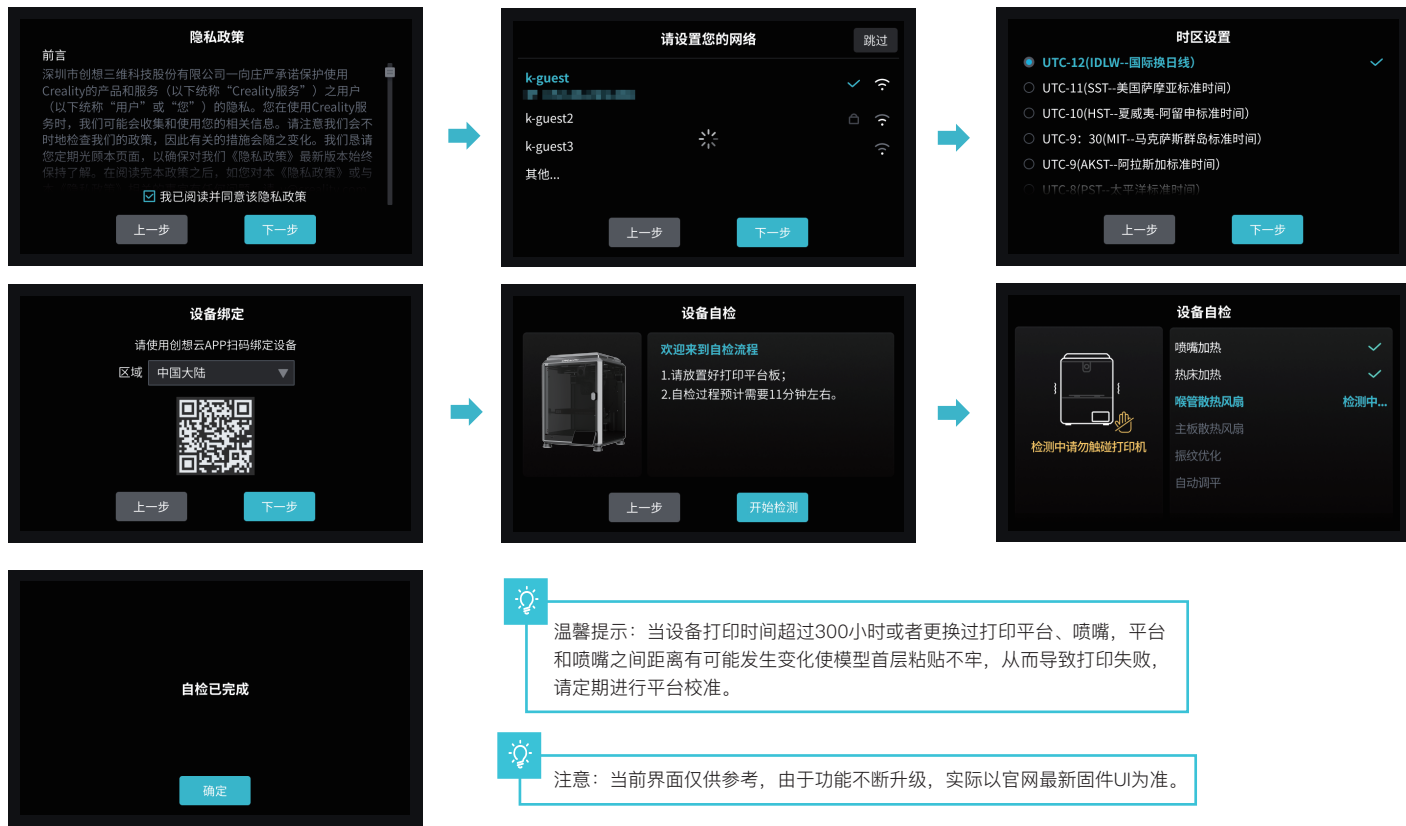 隐私政策
前言
深圳市创想三维科技股份有限公司一向庄严承诺保护使用
Creality的产品和服务（以下统称“Creality服务”）之用户
（以下统称“用户”或“您”）的隐私。您在使用Creality服
务时，我们可能会收集和使用您的相关信息。请注意我们会不
时地检查我们的政策，因此有关的措施会随之变化。我们恳请
您定期光顾本页面，以确保对我们《隐私政策》最新版本始终
保持了解。在阅读完本政策之后，如您对本《隐私政策》或与
我已阅读并同意该隐私政策
上一步
下一步
请设置您的网络
跳过
k-guest
k-guest2
k-guest3
其他...
上一步
下一步
时区设置
UTC-12(IDLW--国际换日线）
UTC-11(SST--美国萨摩亚标准时间）
UTC-10(HST--夏威夷-阿留申标准时间）
UTC-9：30(MIT--马克萨斯群岛标准时间）
UTC-9(AKST--阿拉斯加标准时间）
UTC-8(PST--太平洋标准时间）
上一步
下一步
设备绑定
请使用创想云APP扫码绑定设备
区域 中国大陆
上一步
下一步
设备自检
欢迎来到自检流程
1.请放置好打印平台板；
2.自检过程预计需要11分钟左右。
上一步
开始检测
设备自检
检测中请勿触碰打印机
喷嘴加热
热床加热
喉管散热风扇 检测中...
主板散热风扇
振纹优化
自动调平
自检已完成
确定
温馨提示：当设备打印时间超过300小时或者更换过打印平台、喷嘴，平台
和喷嘴之间距离有可能发生变化使模型首层粘贴不牢，从而导致打印失败，
请定期进行平台校准。
注意：当前界面仅供参考，由于功能不断升级，实际以官网最新固件UI为准。